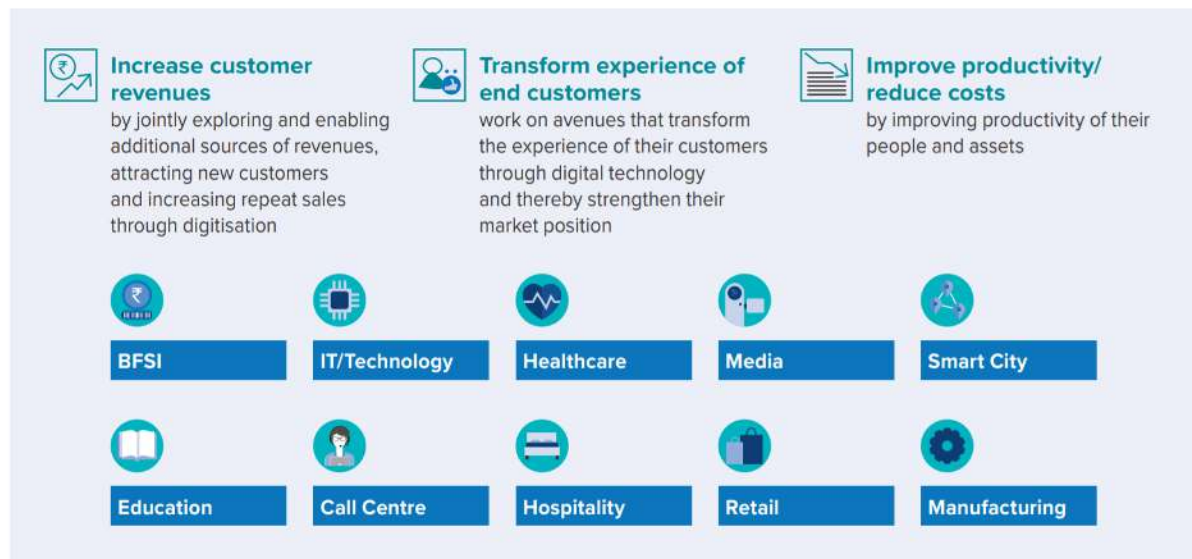 Increase customer
revenues
by jointly exploring and enabling
additional sources of revenues,
attracting new customers
and increasing repeat sales
through digitisation
Transform experience of
end customers
work on avenues that transform
the experience of their customers
through digital technology
and thereby strengthen their
market position
Improve productivity/
reduce costs
by improving productivity of their
people and assets
BFSI
IT/Technology
Healthcare
Media
Smart City
Education
Call Centre
Hospitality
Retail
Manufacturing